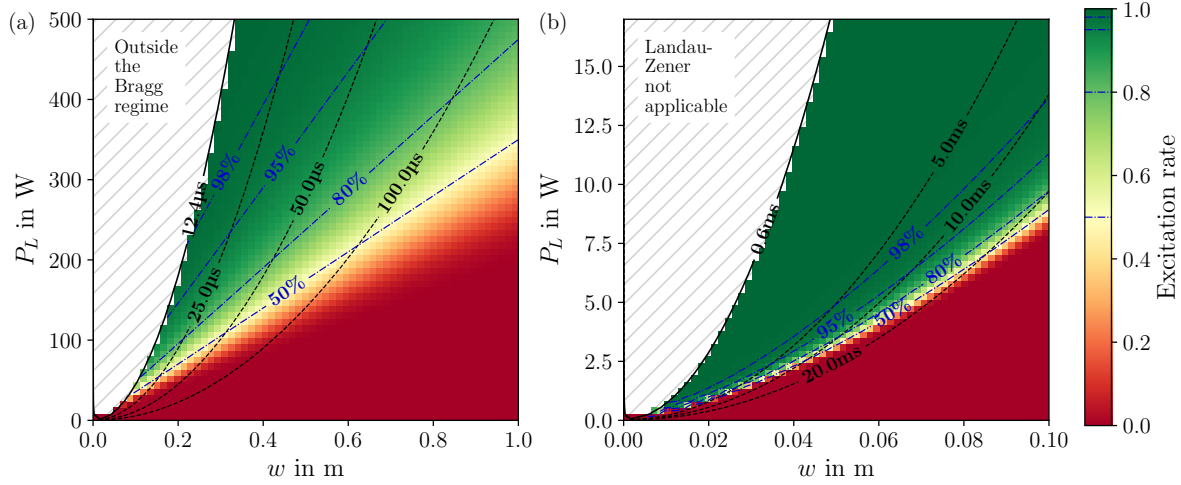 (a)
500
400
300
200
100
0
P_L in W
Outside
the
Bragg
regime
12.4µs
25.0µs
50.0µs
100.0µs
98%
95%
80%
50%
0.0
0.2
0.4
0.6
0.8
1.0
w in m
(b)
15.0
12.5
10.0
7.5
5.0
2.5
0.0
P_L in W
Landau-
Zener
not
applicable
0.6ms
5.0ms
10.0ms
20.0ms
98%
95%
80%
50%
0.00
0.02
0.04
0.06
0.08
0.10
w in m
1.0
0.8
0.6
0.4
0.2
0.0
Excitation rate